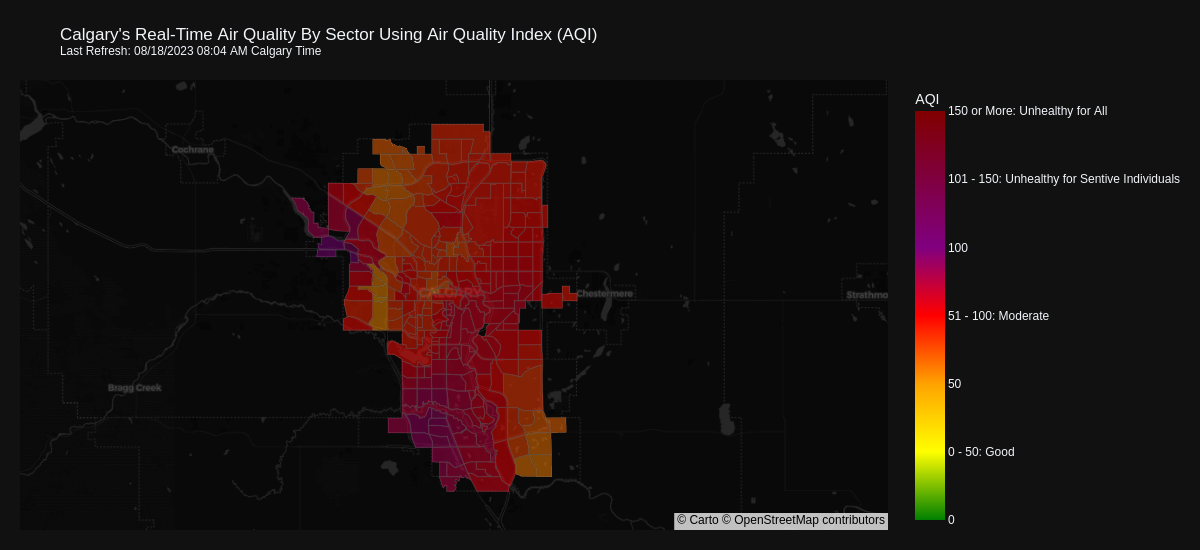 Calgary's Real-Time Air Quality By Sector Using Air Quality Index (AQI)
Last Refresh: 08/18/2023 08:04 AM Calgary Time
AQI
150 or More: Unhealthy for All
Cochrane
101 - 150: Unhealthy for Sentive Individuals
100
CALGARY
Chestermere
Strathmo
51 - 100: Moderate
Bragg Creek
50
0 - 50: Good
© Carto © OpenStreetMap contributors
0